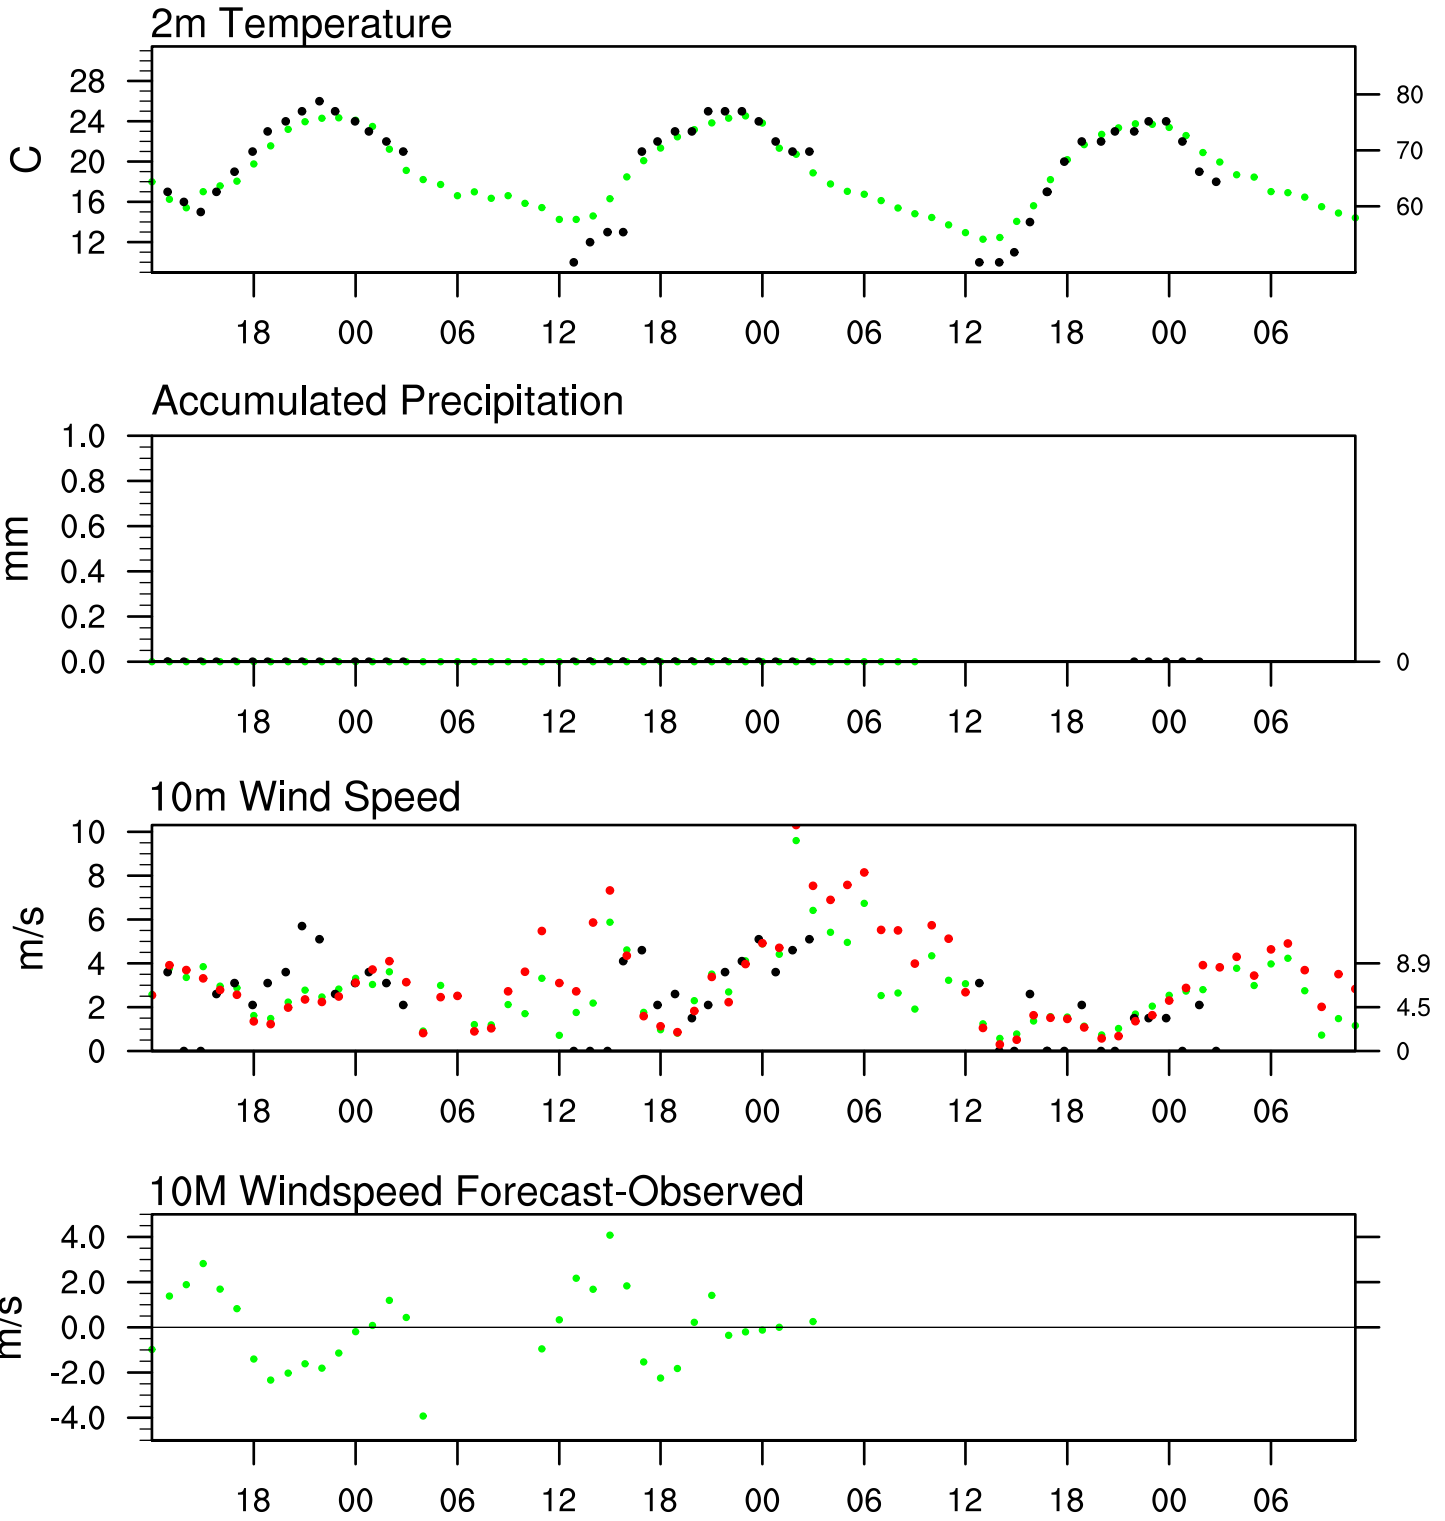 2m Temperature
28
24
20
16
12
C
80
70
60
18 00 06 12 18 00 06 12 18 00 06
Accumulated Precipitation
1.0
0.8
0.6
0.4
0.2
0.0
mm
0
18 00 06 12 18 00 06 12 18 00 06
10m Wind Speed
10
8
6
4
2
0
m/s
8.9
4.5
0
18 00 06 12 18 00 06 12 18 00 06
10M Windspeed Forecast-Observed
4.0
2.0
0.0
-2.0
-4.0
m/s
18 00 06 12 18 00 06 12 18 00 06